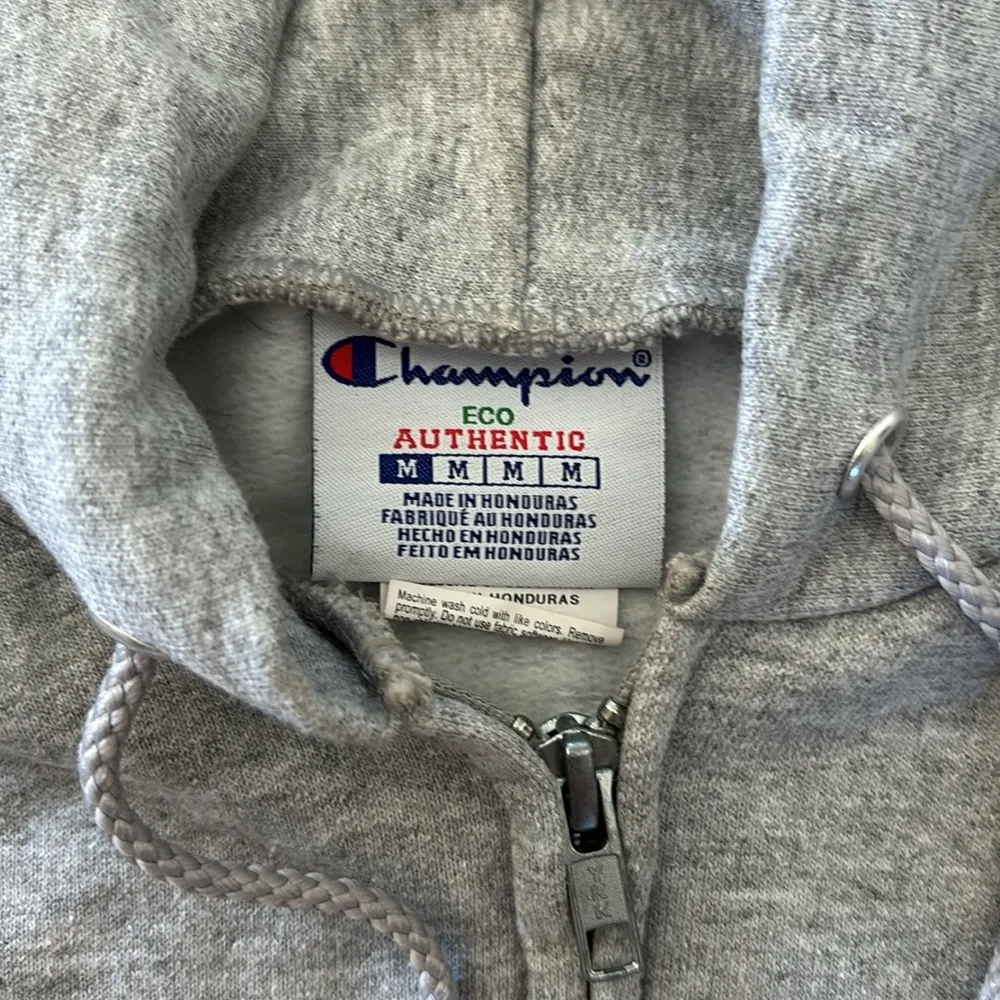 Champion®
ECO
AUTHENTIC
M M M M
MADE IN HONDURAS
FABRIQUÉ AU HONDURAS
HECHO EN HONDURAS
FEITO EM HONDURAS
HONDURAS
Machine wash cold with like colors. Remove
promptly. Do not use fabric